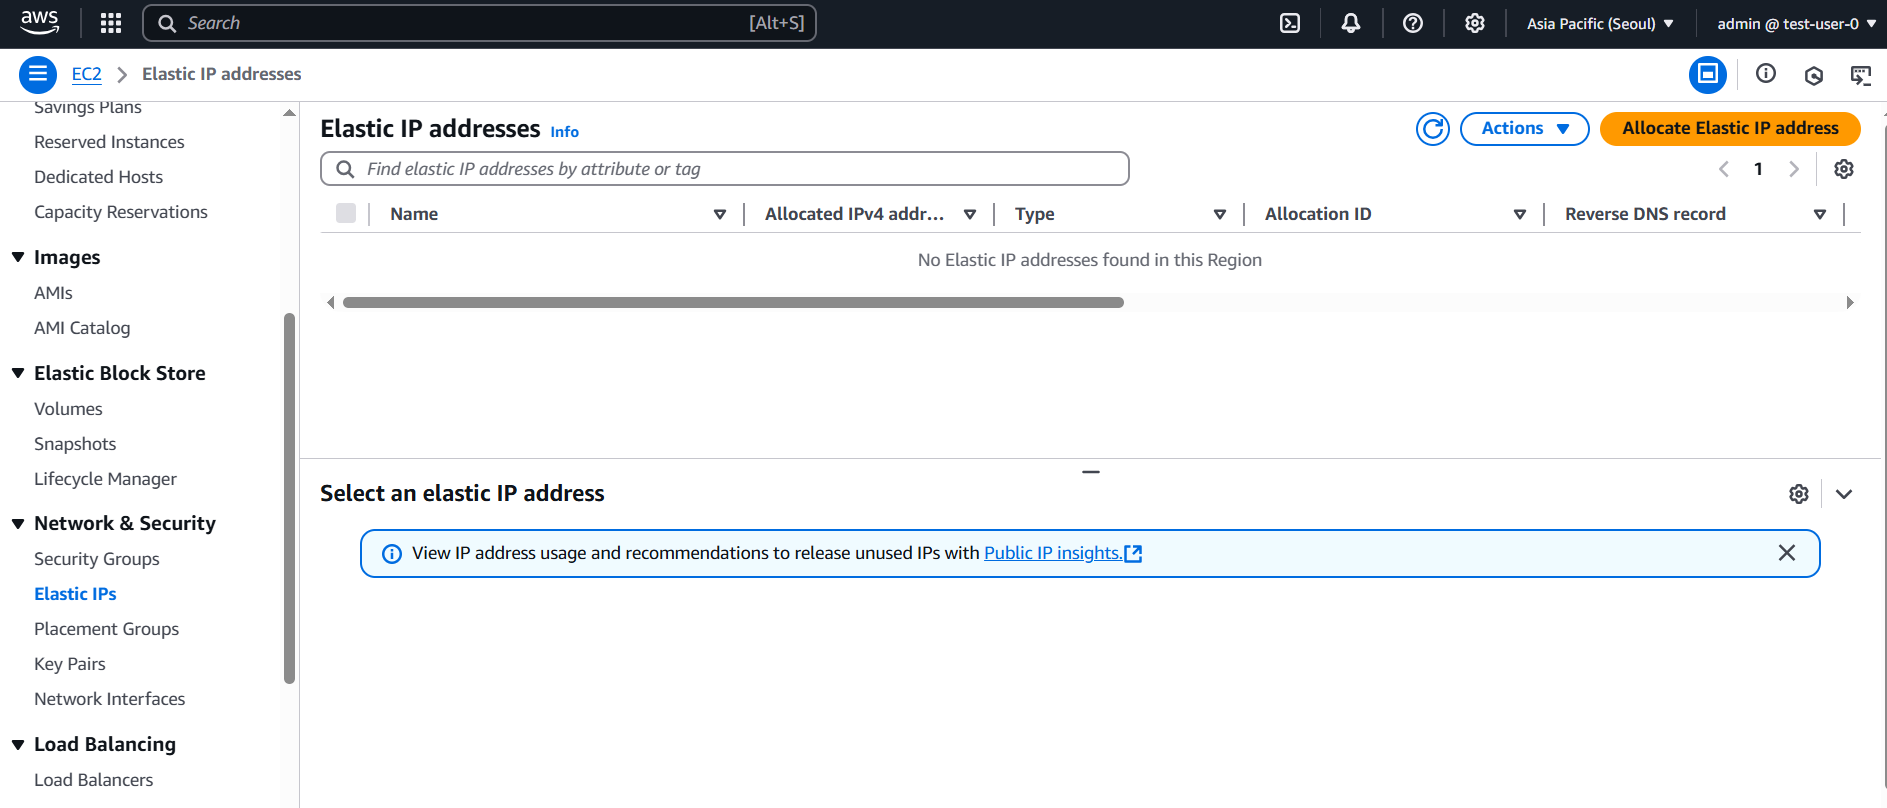 aws
Search [Alt+S]
Asia Pacific (Seoul)
admin @ test-user-0
EC2
Elastic IP addresses
Savings Plans
Reserved Instances
Dedicated Hosts
Capacity Reservations
Images
AMIs
AMI Catalog
Elastic Block Store
Volumes
Snapshots
Lifecycle Manager
Network & Security
Security Groups
Elastic IPs
Placement Groups
Key Pairs
Network Interfaces
Load Balancing
Load Balancers
Elastic IP addresses Info
Actions
Allocate Elastic IP address
Find elastic IP addresses by attribute or tag
1
Name Allocated IPv4 addr... Type Allocation ID Reverse DNS record
No Elastic IP addresses found in this Region
Select an elastic IP address
View IP address usage and recommendations to release unused IPs with Public IP insights.